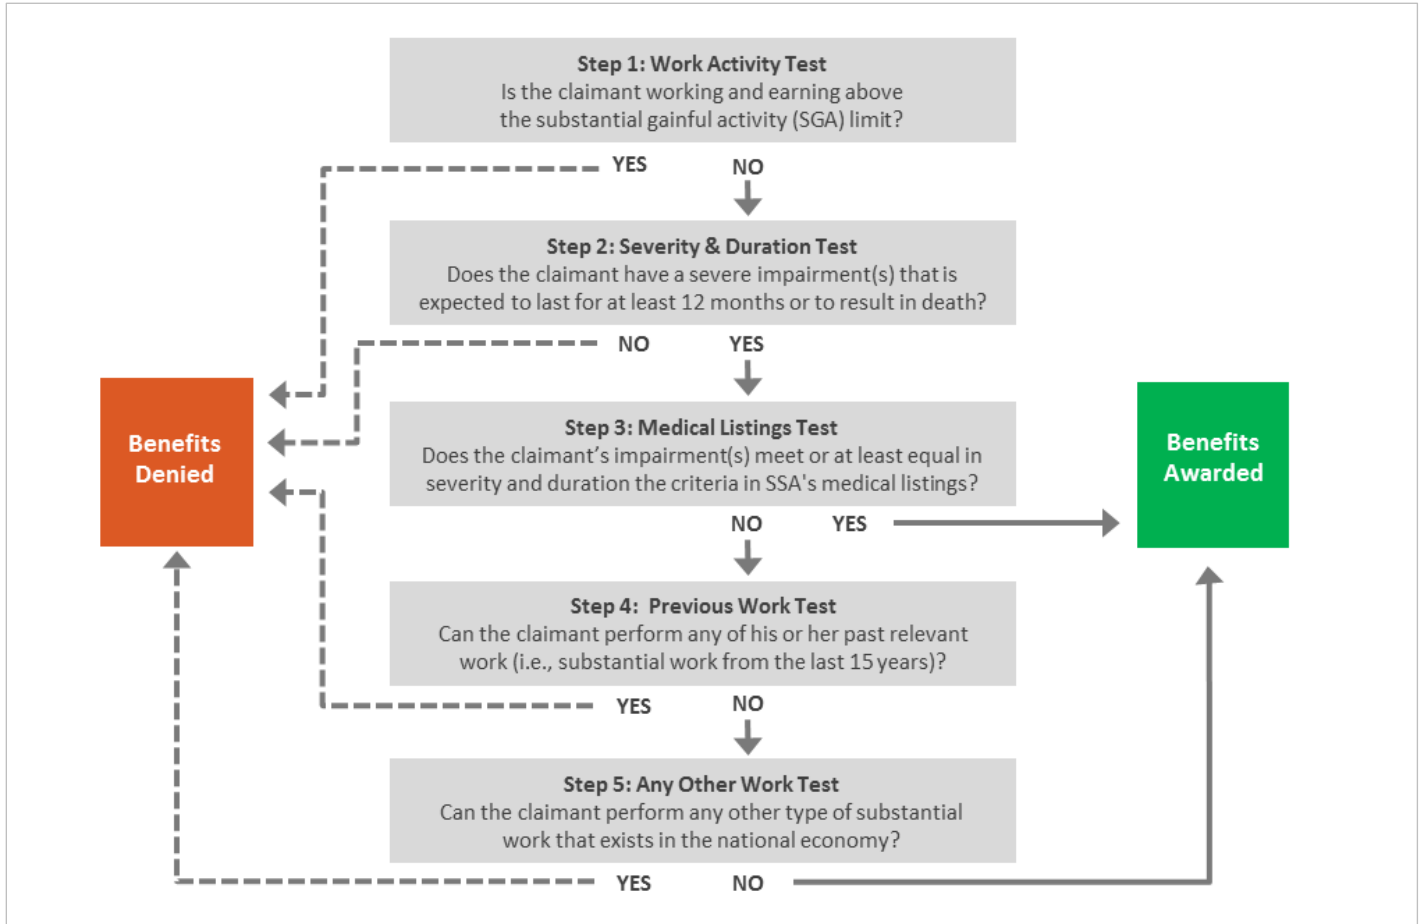 Step 1: Work Activity Test
Is the claimant working and earning above
the substantial gainful activity (SGA) limit?
YES
NO
Step 2: Severity & Duration Test
Does the claimant have a severe impairment(s) that is
expected to last for at least 12 months or to result in death?
NO
YES
Benefits
Denied
Step 3: Medical Listings Test
Does the claimant’s impairment(s) meet or at least equal in
severity and duration the criteria in SSA's medical listings?
Benefits
Awarded
NO
YES
Step 4:  Previous Work Test
Can the claimant perform any of his or her past relevant
work (i.e., substantial work from the last 15 years)?
YES
NO
Step 5: Any Other Work Test
Can the claimant perform any other type of substantial
work that exists in the national economy?
YES
NO